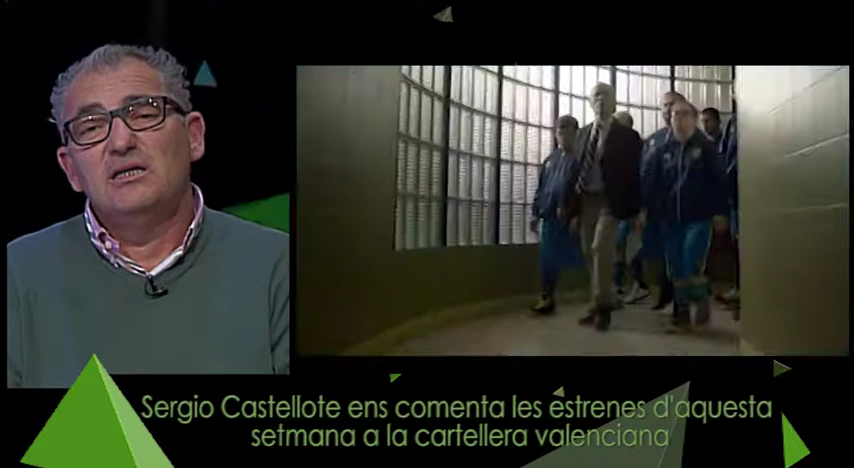 Sergio Castellote ens comenta les estrenes d'aquesta
setmana a la cartellera valenciana